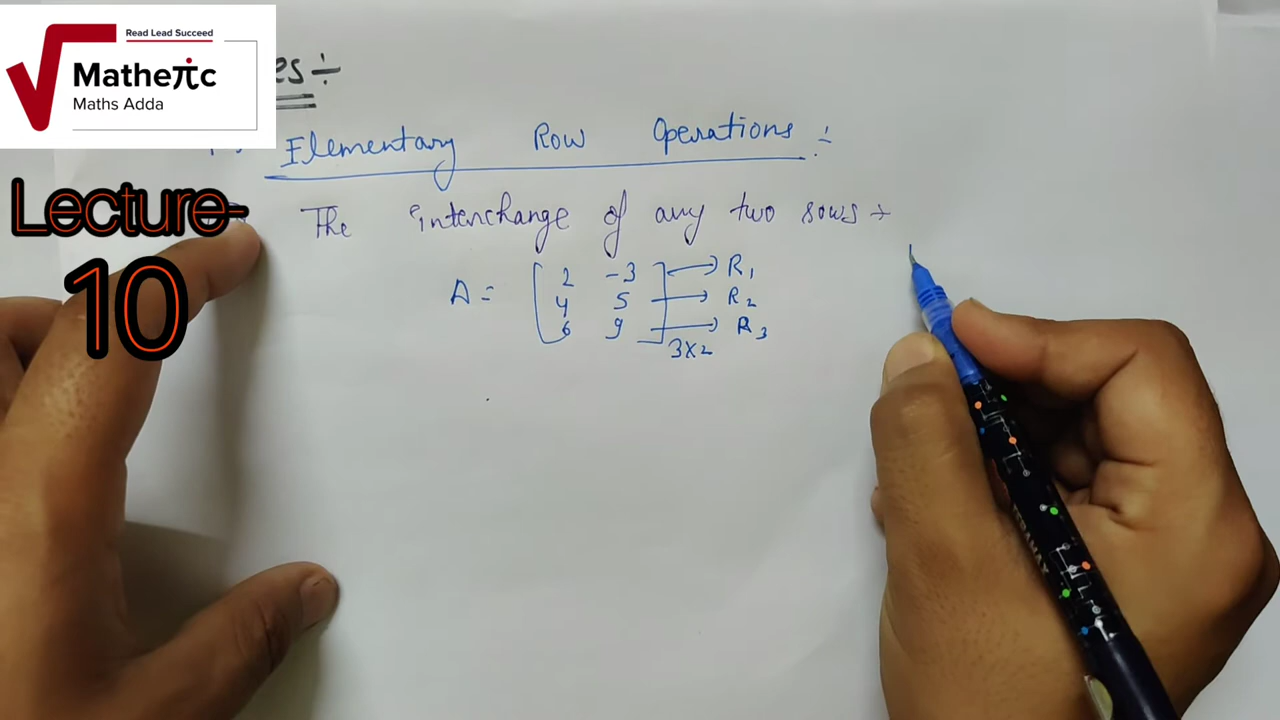 Read Lead Succeed
Matheπc
Maths Adda
es÷
Elementary Row Operations ÷
Lecture-
10
The interchange of any two rows ÷
A = [ 2 -3 ] → R₁
4 5 → R₂
6 9 → R₃
3×2